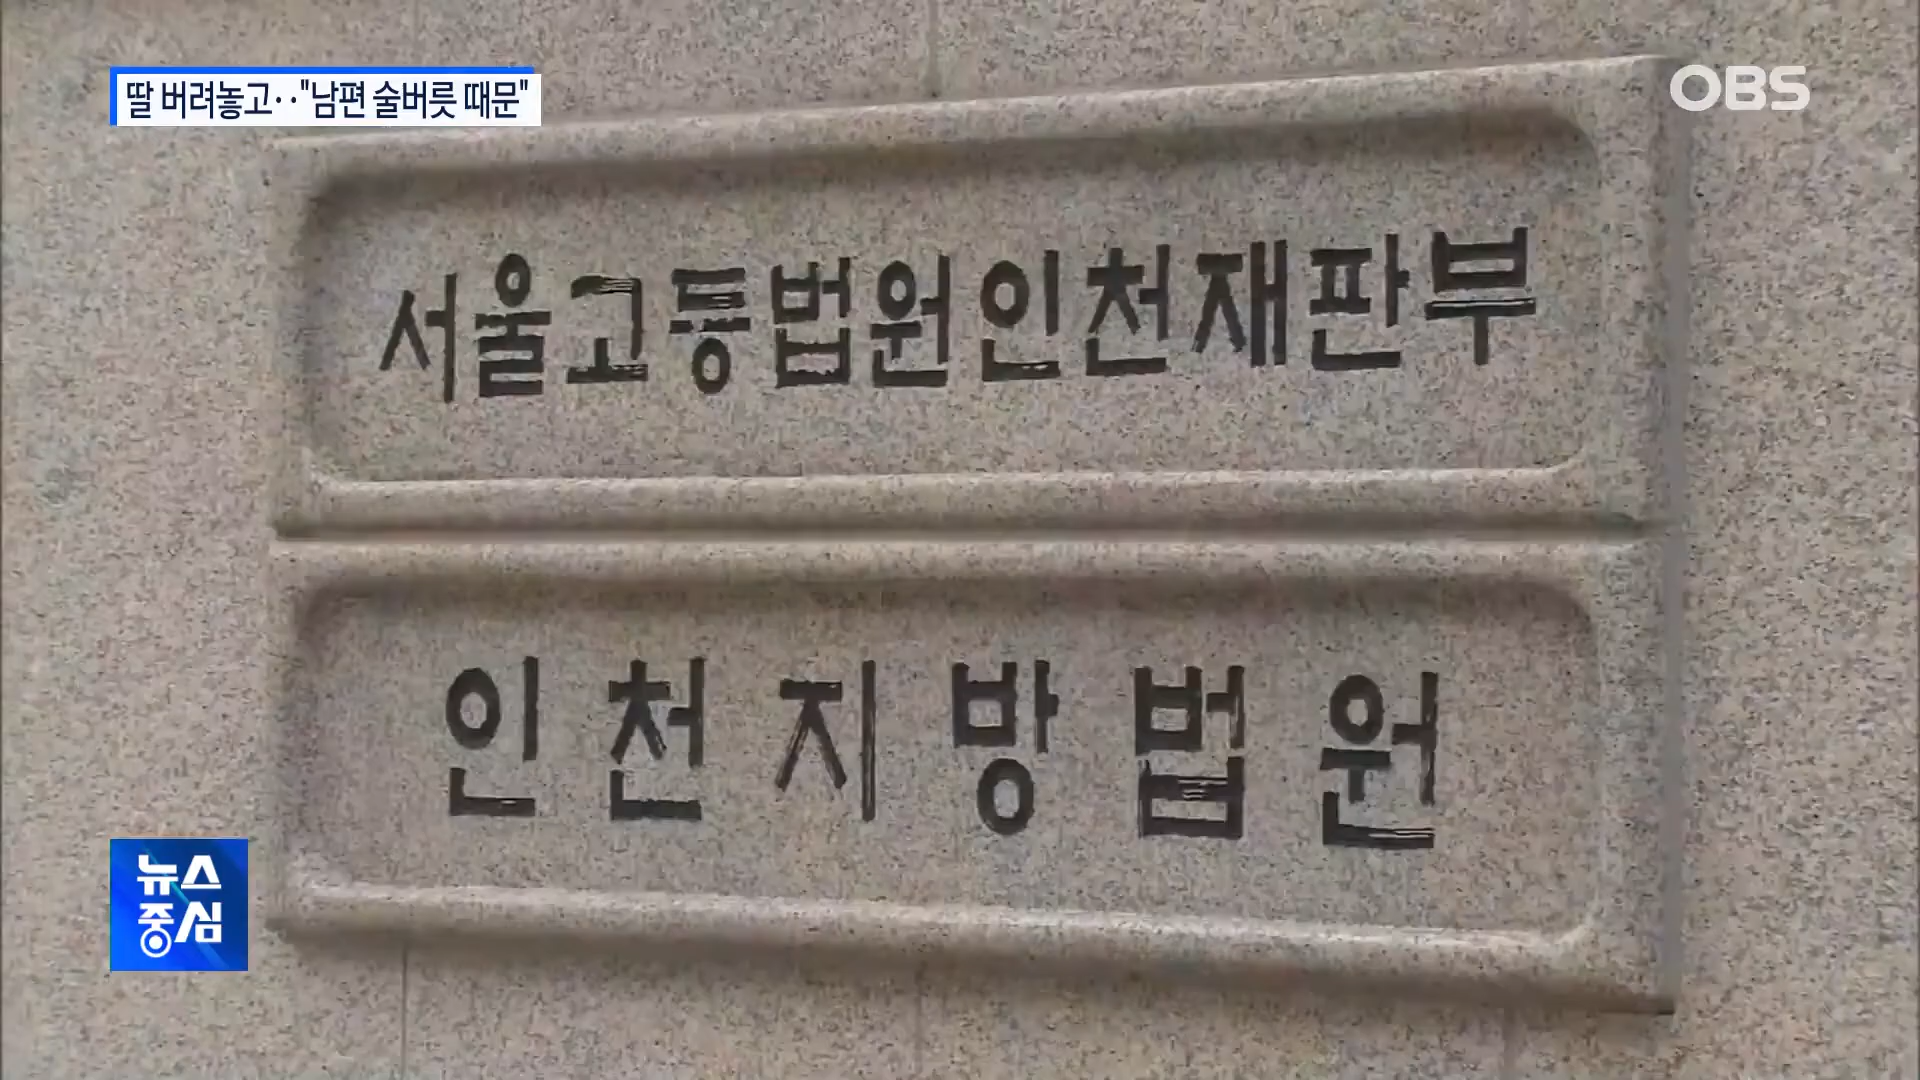 딸 버려놓고‥"남편 술버릇 때문"
OBS
서울고등법원인천재판부
인천지방법원
뉴스
중심